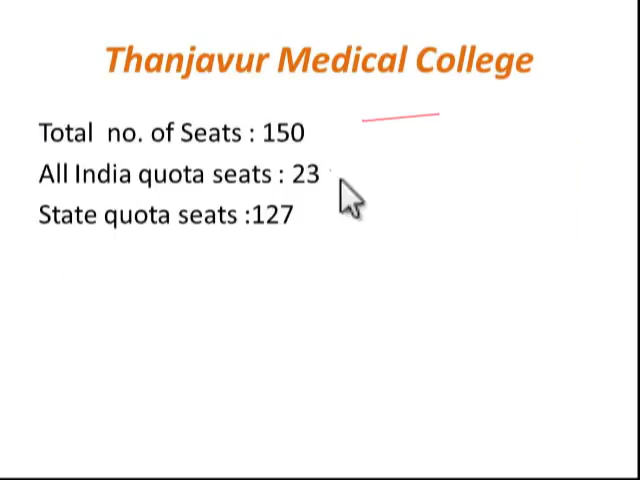 Thanjavur Medical College
Total no. of Seats : 150
All India quota seats : 23
State quota seats :127